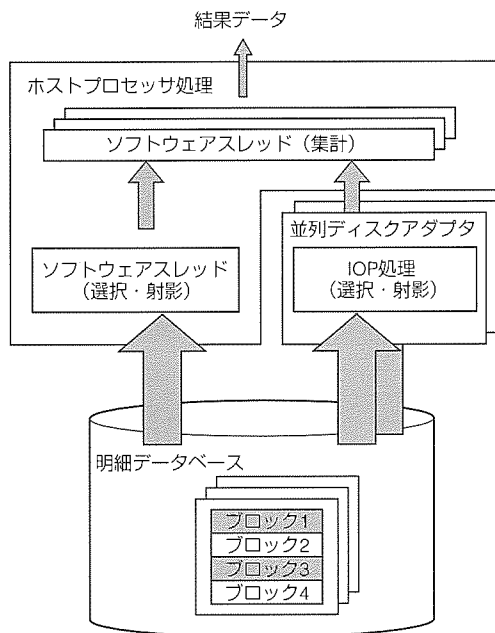 結果データ
ホストプロセッサ処理
ソフトウェアスレッド（集計）
並列ディスクアダプタ
ソフトウェアスレッド
（選択・射影）
IOP処理
（選択・射影）
明細データベース
ブロック1
ブロック2
ブロック3
ブロック4